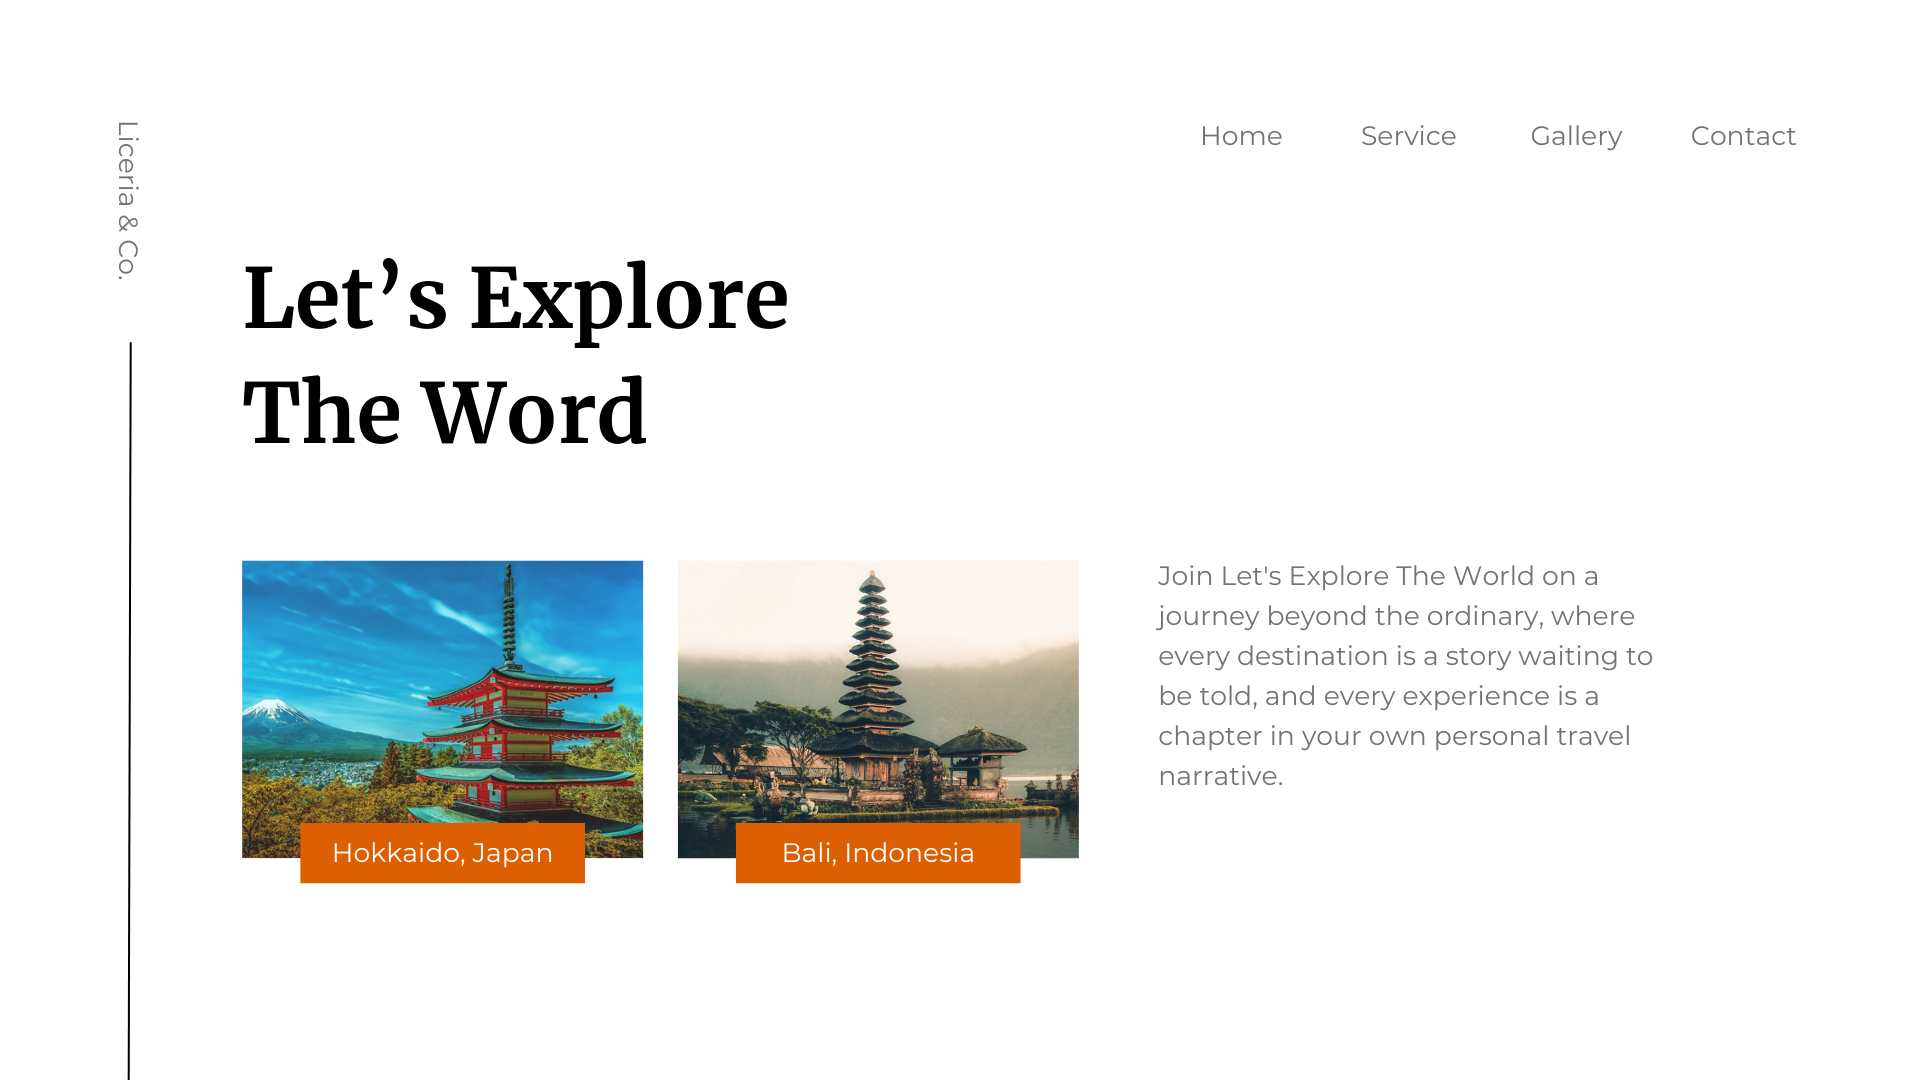 Liceria & Co.
Home Service Gallery Contact
Let’s Explore
The Word
Hokkaido, Japan
Bali, Indonesia
Join Let's Explore The World on a
journey beyond the ordinary, where
every destination is a story waiting to
be told, and every experience is a
chapter in your own personal travel
narrative.